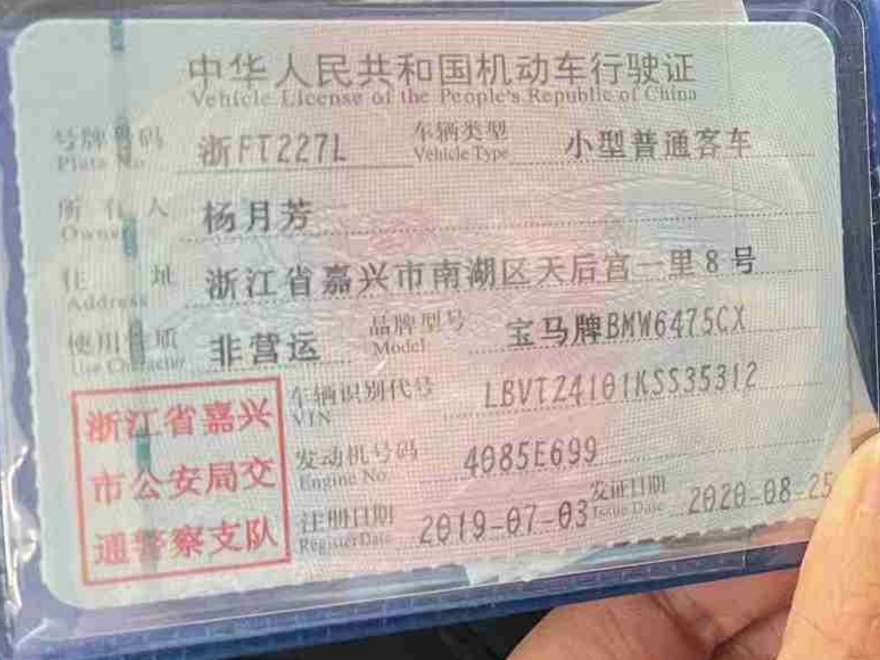 中华人民共和国机动车行驶证
Vehicle License of the People's Republic of China
号牌号码 浙FT227L 车辆类型 小型普通客车
Plate No. Vehicle Type
所有人 杨月芳
Owner
住址 浙江省嘉兴市南湖区天后宫一里8号
Address
使用性质 非营运 品牌型号 宝马牌BMW6475CX
Use Character Model
浙江省嘉兴
市公安局交
通警察支队
车辆识别代号 LBVTZ4101KSS35312
VIN
发动机号码 4085E699
Engine No.
注册日期 2019-07-03 发证日期 2020-08-25
Register Date Issue Date